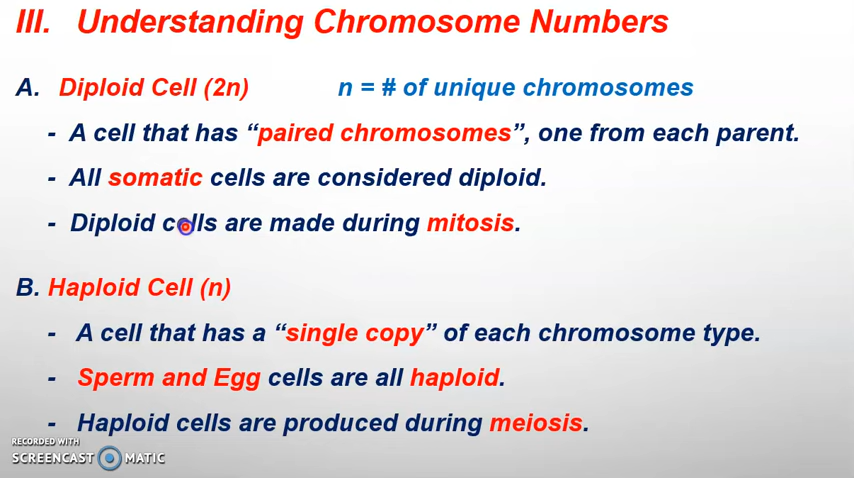 III. Understanding Chromosome Numbers
A. Diploid Cell (2n) n = # of unique chromosomes
- A cell that has “paired chromosomes”, one from each parent.
- All somatic cells are considered diploid.
- Diploid cells are made during mitosis.
B. Haploid Cell (n)
- A cell that has a “single copy” of each chromosome type.
- Sperm and Egg cells are all haploid.
- Haploid cells are produced during meiosis.
RECORDED WITH
SCREENCAST MATIC